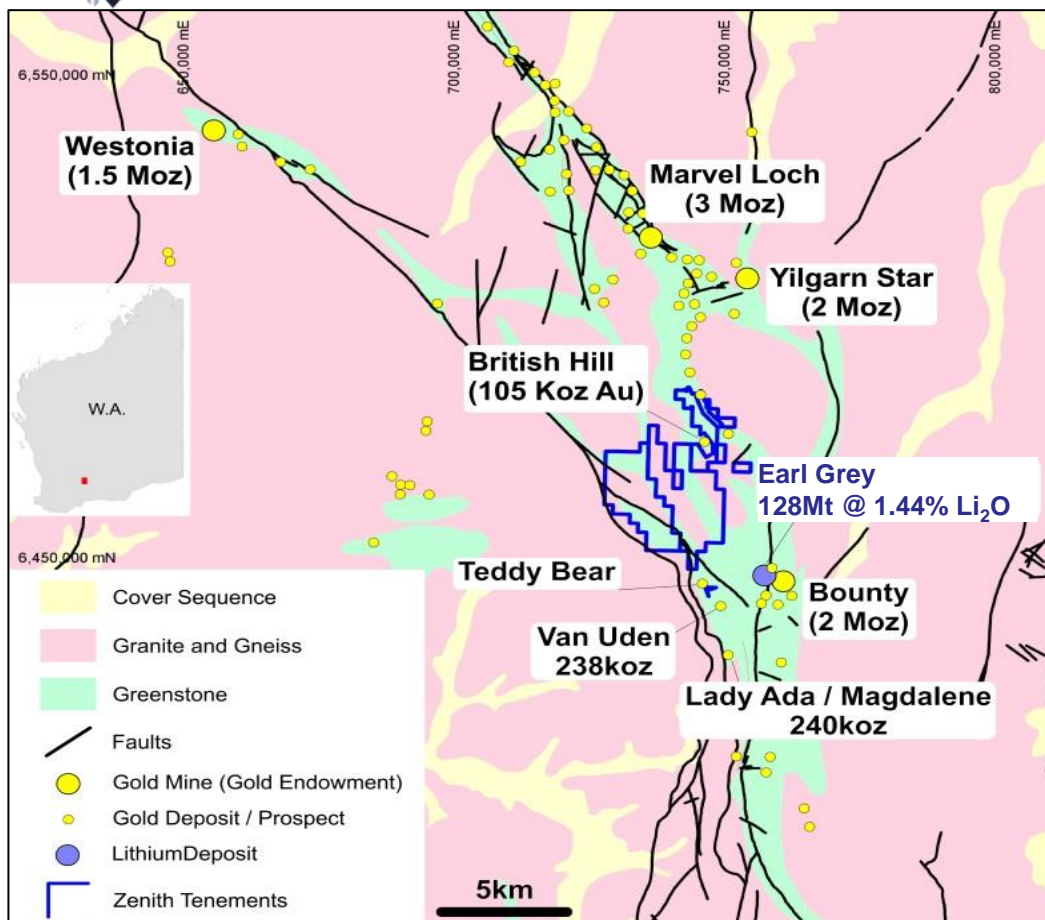 650,000 mE
700,000 mE
750,000 mE
800,000 mE
6,550,000 mN
Westonia
(1.5 Moz)
Marvel Loch
(3 Moz)
Yilgarn Star
(2 Moz)
British Hill
(105 Koz Au)
W.A.
Earl Grey
128Mt @ 1.44% Li₂O
6,450,000 mN
Teddy Bear
Bounty
(2 Moz)
Van Uden
238koz
Lady Ada / Magdalene
240koz
Cover Sequence
Granite and Gneiss
Greenstone
Faults
Gold Mine (Gold Endowment)
Gold Deposit / Prospect
LithiumDeposit
Zenith Tenements
5km